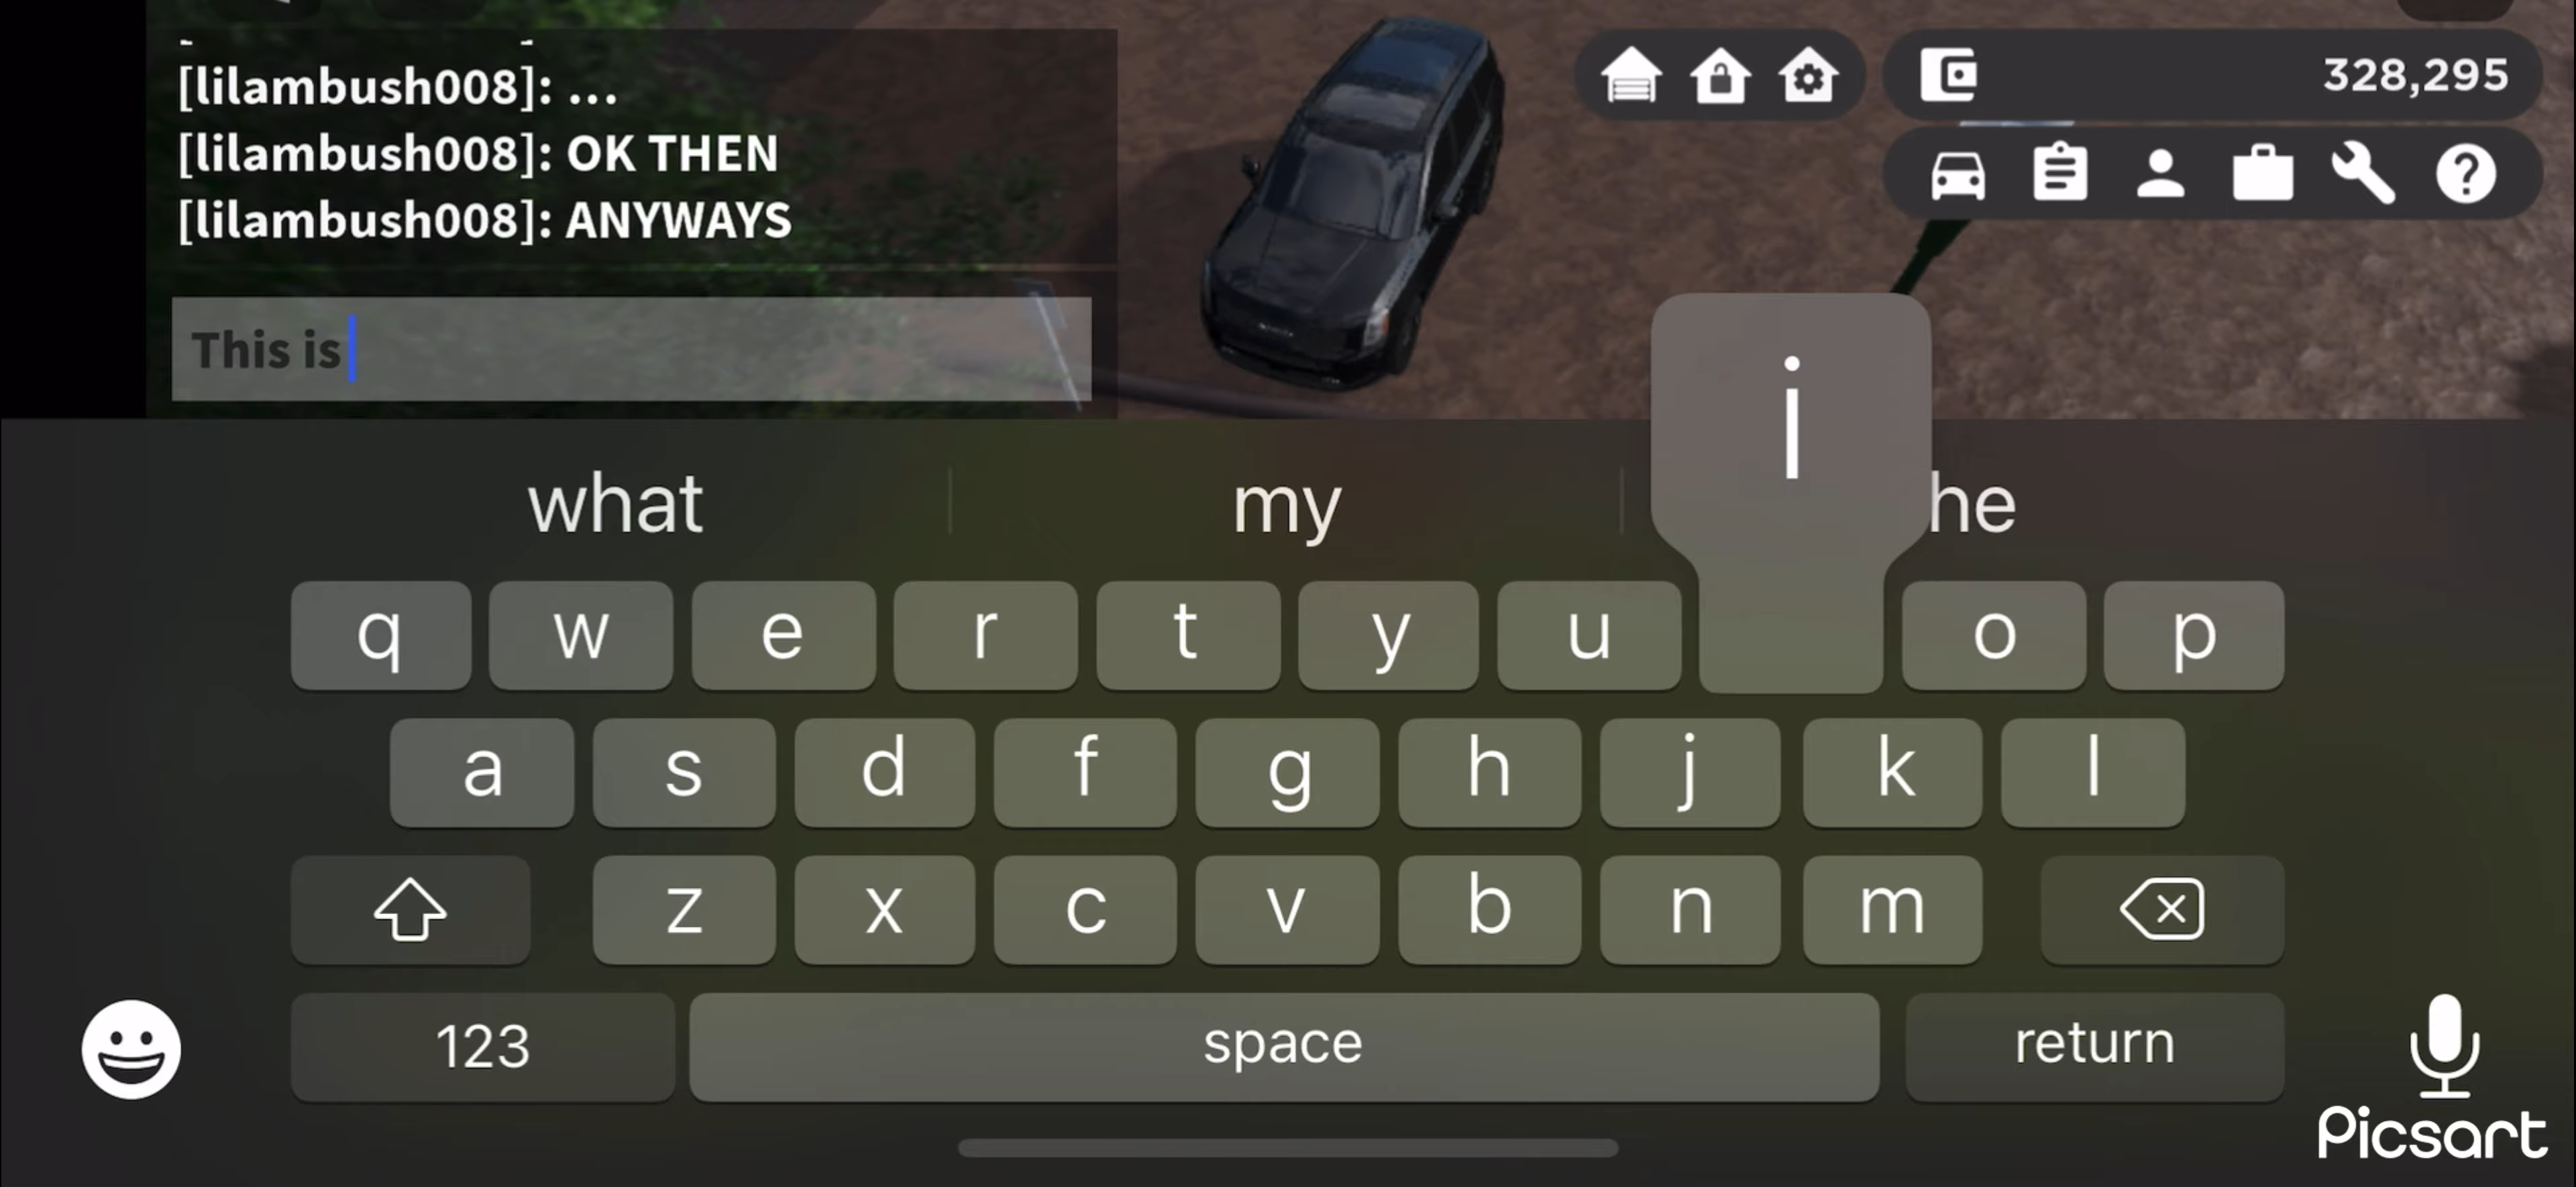 [lilambush008]: ...
[lilambush008]: OK THEN
[lilambush008]: ANYWAYS
328,295
This is
what my he
i
q w e r t y u o p
a s d f g h j k l
z x c v b n m
123 space return
Picsart